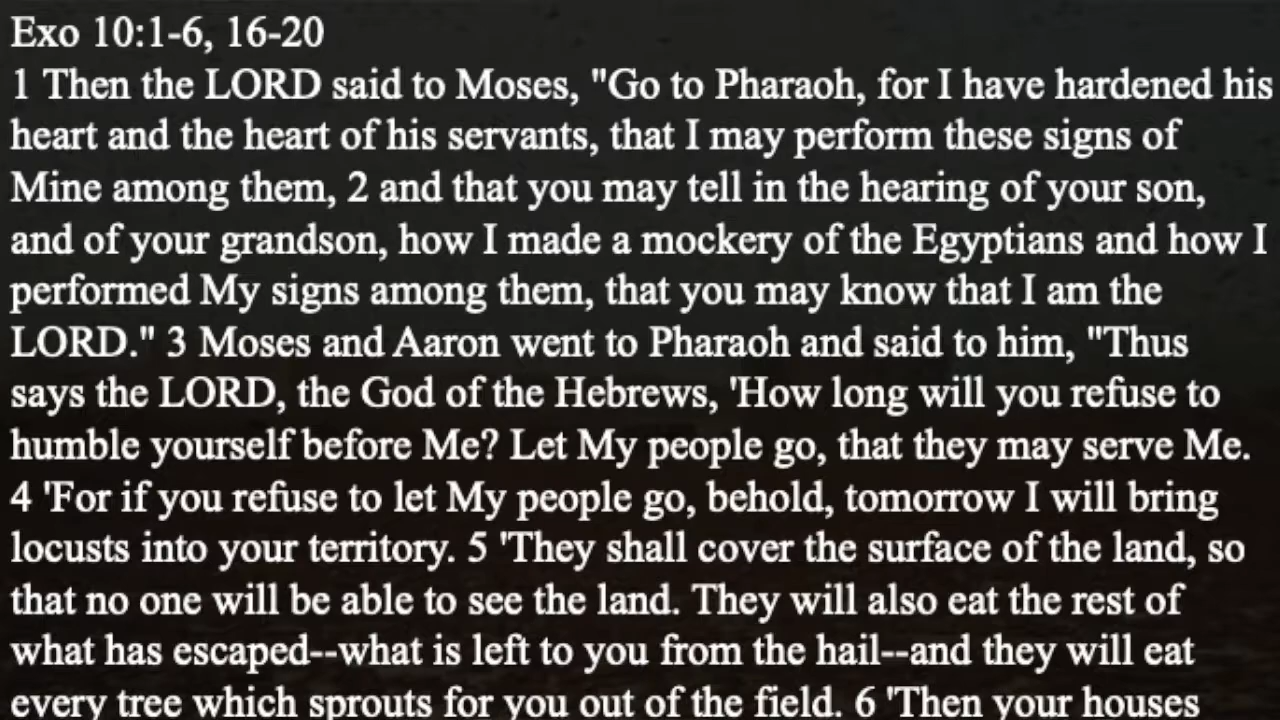 Exo 10:1-6, 16-20
1 Then the LORD said to Moses, "Go to Pharaoh, for I have hardened his
heart and the heart of his servants, that I may perform these signs of
Mine among them, 2 and that you may tell in the hearing of your son,
and of your grandson, how I made a mockery of the Egyptians and how I
performed My signs among them, that you may know that I am the
LORD." 3 Moses and Aaron went to Pharaoh and said to him, "Thus
says the LORD, the God of the Hebrews, 'How long will you refuse to
humble yourself before Me? Let My people go, that they may serve Me.
4 'For if you refuse to let My people go, behold, tomorrow I will bring
locusts into your territory. 5 'They shall cover the surface of the land, so
that no one will be able to see the land. They will also eat the rest of
what has escaped--what is left to you from the hail--and they will eat
every tree which sprouts for you out of the field. 6 'Then your houses